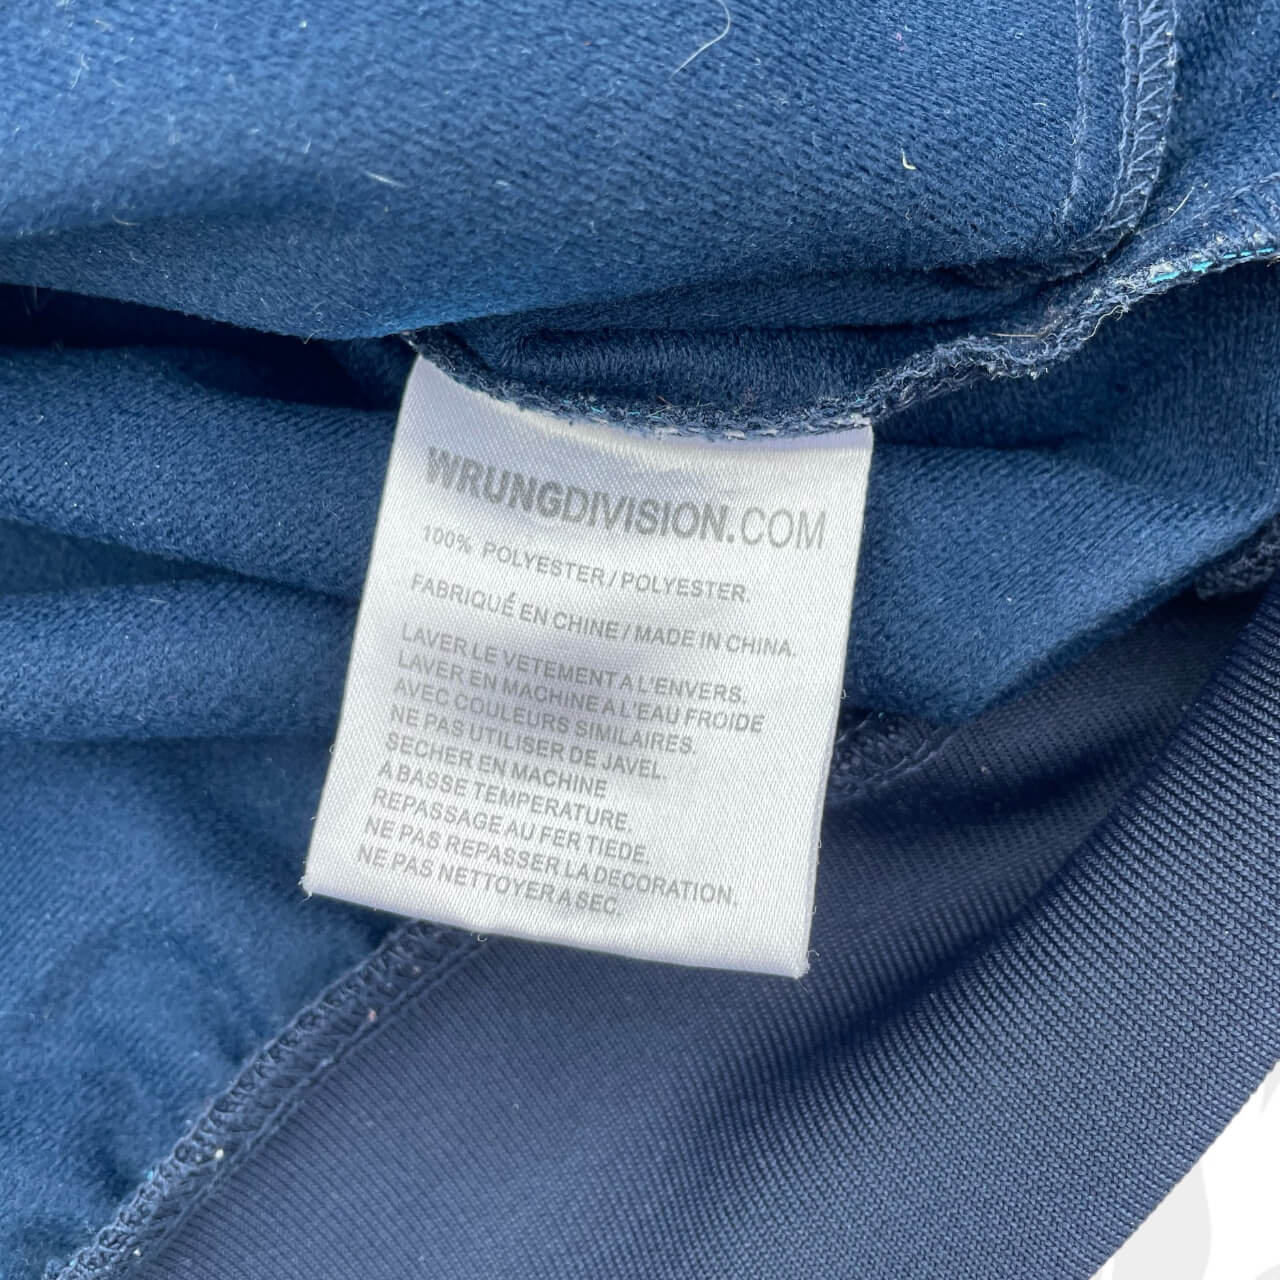 WRUNGDIVISION.COM
100% POLYESTER / POLYESTER.
FABRIQUÉ EN CHINE / MADE IN CHINA.
LAVER LE VETEMENT A L'ENVERS.
LAVER EN MACHINE A L'EAU FROIDE
AVEC COULEURS SIMILAIRES.
NE PAS UTILISER DE JAVEL.
SECHER EN MACHINE
A BASSE TEMPERATURE.
REPASSAGE AU FER TIEDE.
NE PAS REPASSER LA DECORATION.
NE PAS NETTOYER A SEC.